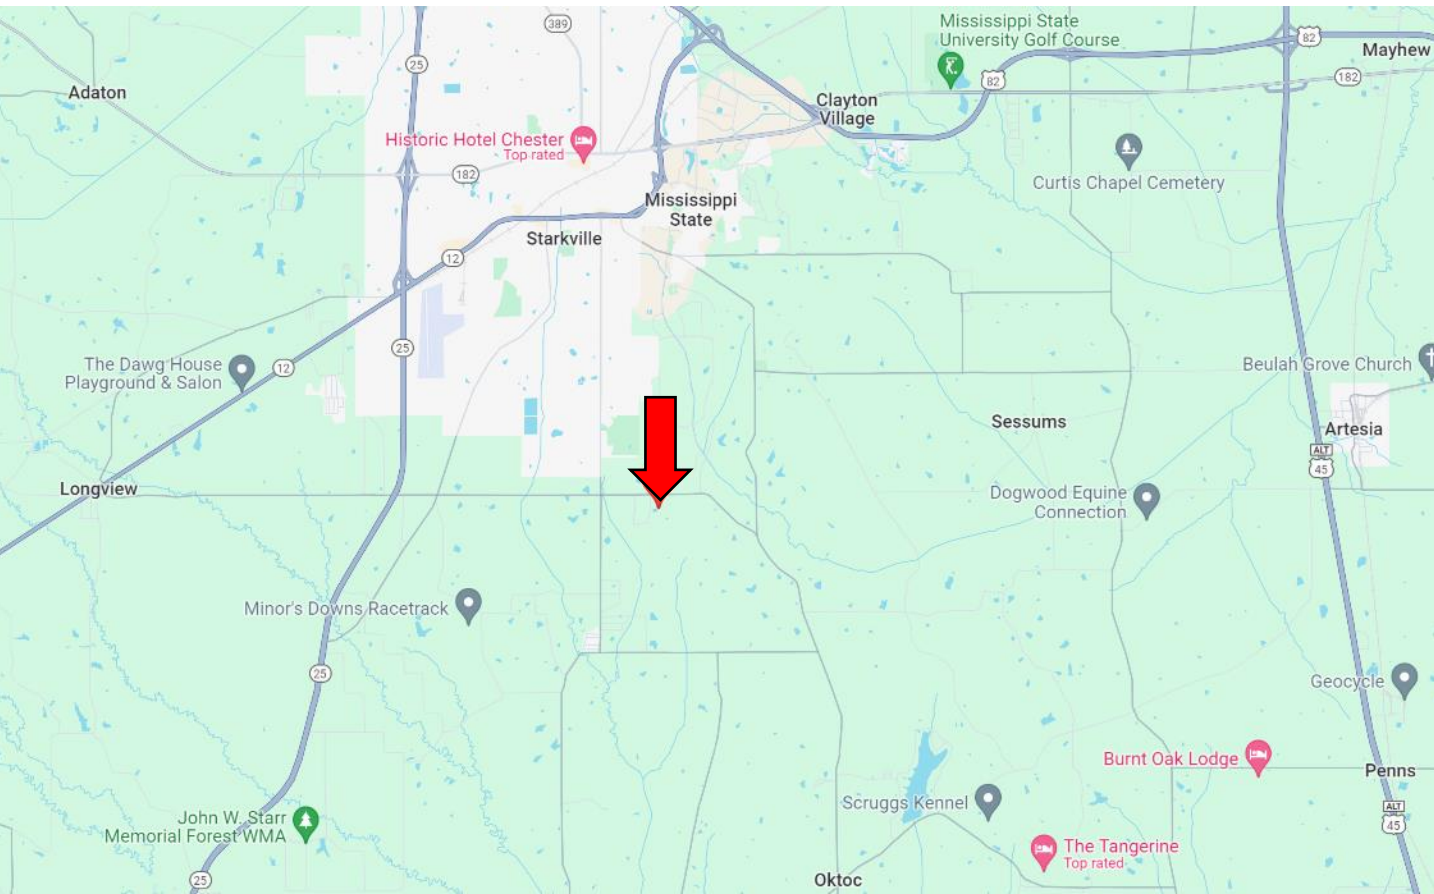 389
Mississippi State
University Golf Course
82
Mayhew
25
82
182
Adaton
Clayton
Village
Historic Hotel Chester
Top rated
182
Curtis Chapel Cemetery
Mississippi
State
Starkville
12
25
The Dawg House
Playground & Salon
12
Beulah Grove Church
Sessums
Artesia
ALT
45
Longview
Dogwood Equine
Connection
Minor's Downs Racetrack
25
Geocycle
Burnt Oak Lodge
Penns
Scruggs Kennel
ALT
45
John W. Starr
Memorial Forest WMA
The Tangerine
Top rated
25
Oktoc